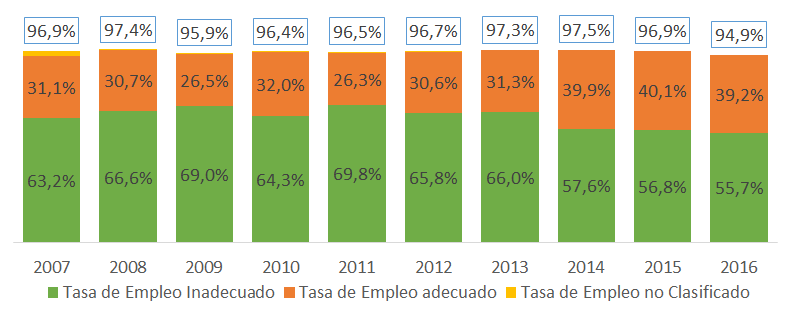 96,9% 97,4% 95,9% 96,4% 96,5% 96,7% 97,3% 97,5% 96,9% 94,9%
31,1% 30,7% 26,5% 32,0% 26,3% 30,6% 31,3% 39,9% 40,1% 39,2%
63,2% 66,6% 69,0% 64,3% 69,8% 65,8% 66,0% 57,6% 56,8% 55,7%
2007 2008 2009 2010 2011 2012 2013 2014 2015 2016
Tasa de Empleo Inadecuado Tasa de Empleo adecuado Tasa de Empleo no Clasificado